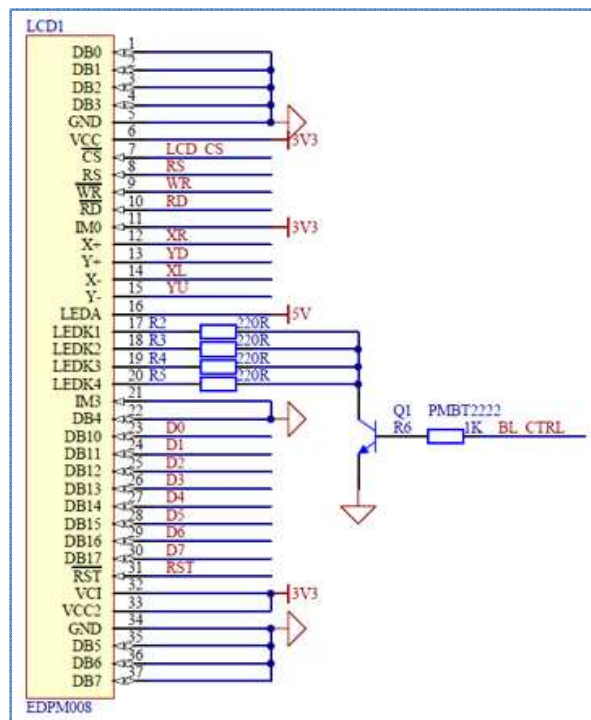 LCD1
DB0 1
DB1 2
DB2 3
DB3 4
GND 5
VCC 6 3V3
CS 7 LCD_CS
RS 8 RS
WR 9 WR
RD 10 RD
IM0 11 3V3
X+ 12 XR
Y+ 13 YD
X- 14 XL
Y- 15 YU
LEDA 16 5V
LEDK1 17 R2 220R
LEDK2 18 R3 220R
LEDK3 19 R4 220R
LEDK4 20 R5 220R
IM3 21
DB4 22
Q1 PMBT2222
R6 1K BL_CTRL
DB10 23 D0
DB11 24 D1
DB12 25 D2
DB13 26 D3
DB14 27 D4
DB15 28 D5
DB16 29 D6
DB17 30 D7
RST 31 RST
VCI 32 3V3
VCC2 33
GND 34
DB5 35
DB6 36
DB7 37
EDPM008